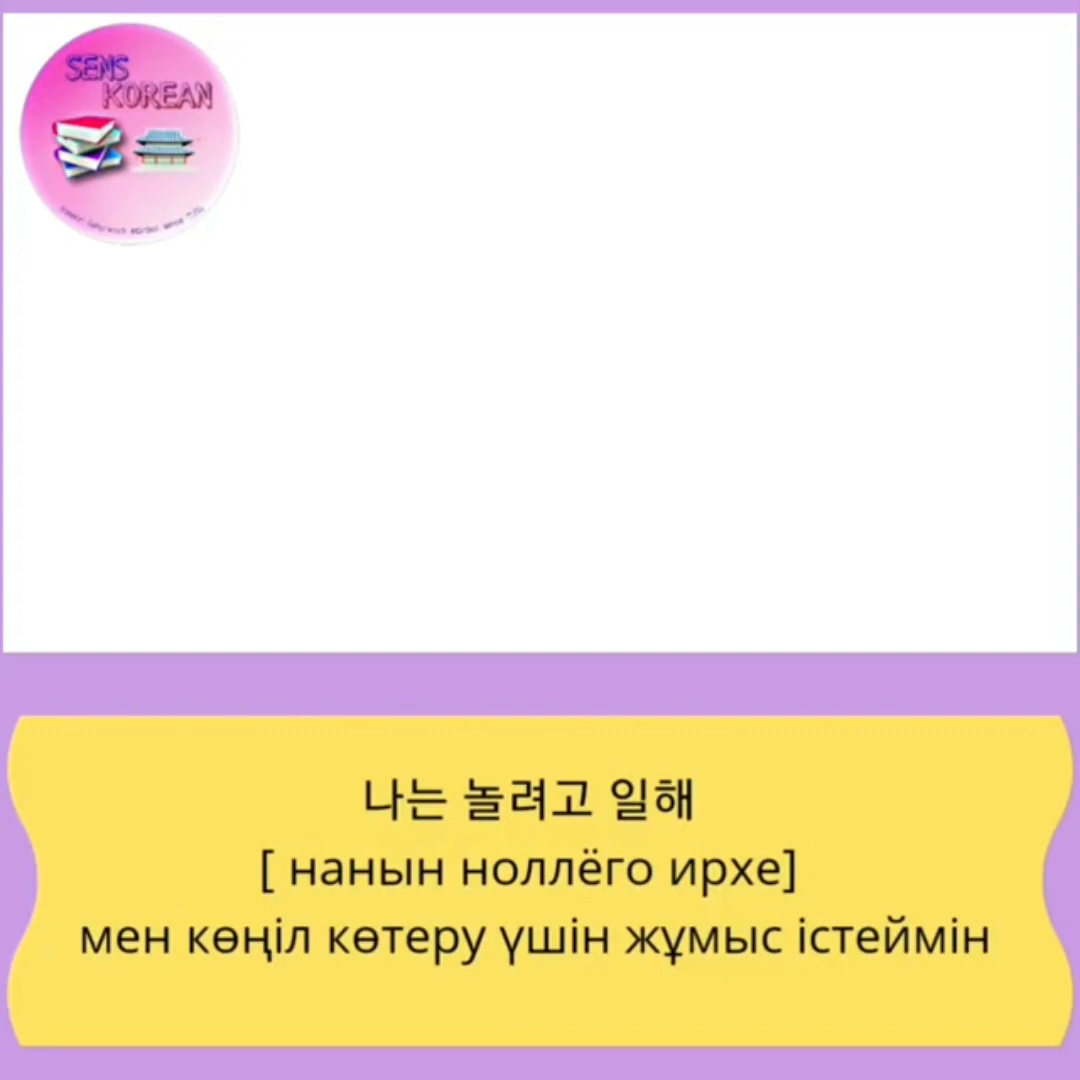 SENS
KOREAN
나는 놀려고 일해
[ нанын ноллёго ирхе]
мен көңіл көтеру үшін жұмыс істеймін